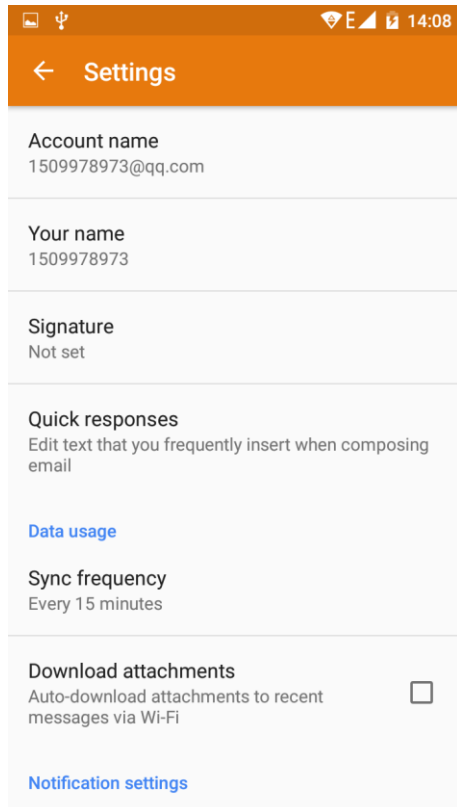 E 14:08
Settings
Account name
1509978973@qq.com
Your name
1509978973
Signature
Not set
Quick responses
Edit text that you frequently insert when composing
email
Data usage
Sync frequency
Every 15 minutes
Download attachments
Auto-download attachments to recent
messages via Wi-Fi
Notification settings